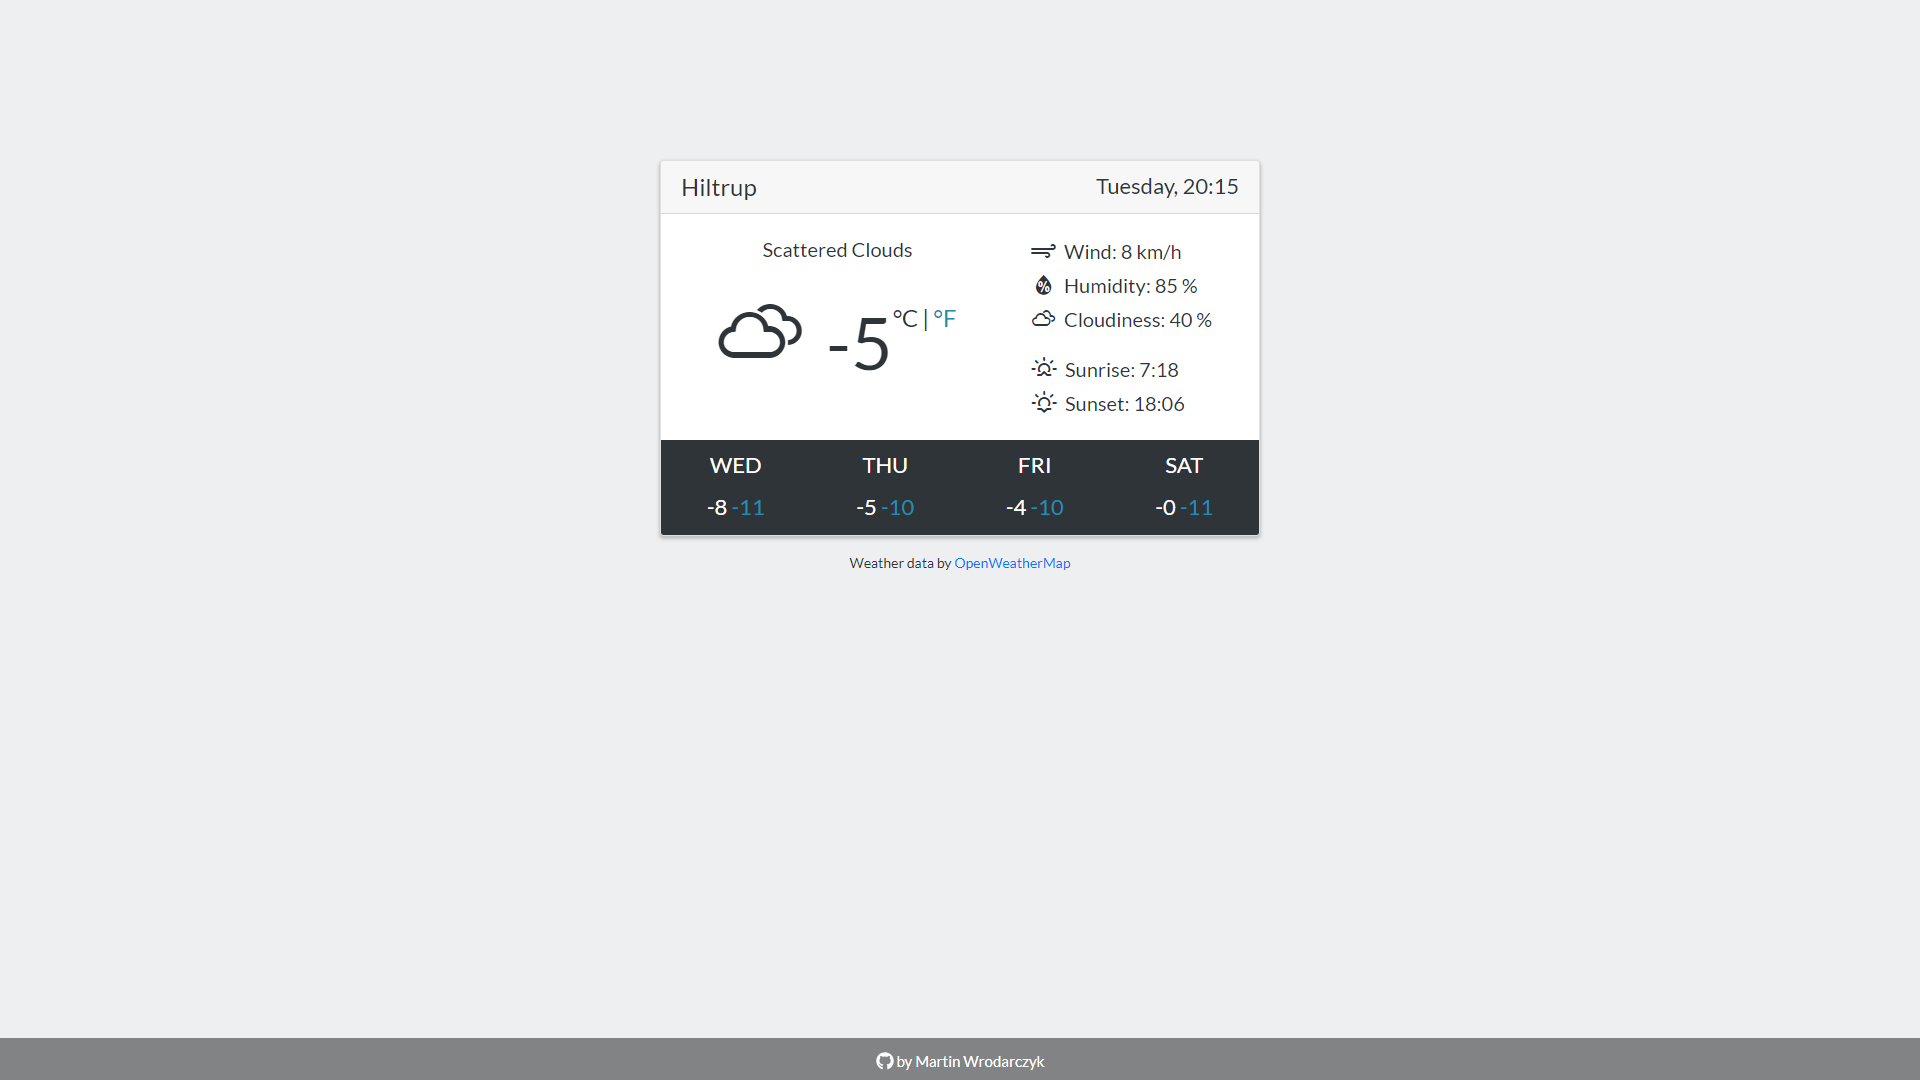 Hiltrup
Tuesday, 20:15
Scattered Clouds
-5 °C | °F
Wind: 8 km/h
Humidity: 85 %
Cloudiness: 40 %
Sunrise: 7:18
Sunset: 18:06
WED THU FRI SAT
-8 -11 -5 -10 -4 -10 -0 -11
Weather data by OpenWeatherMap
by Martin Wrodarczyk